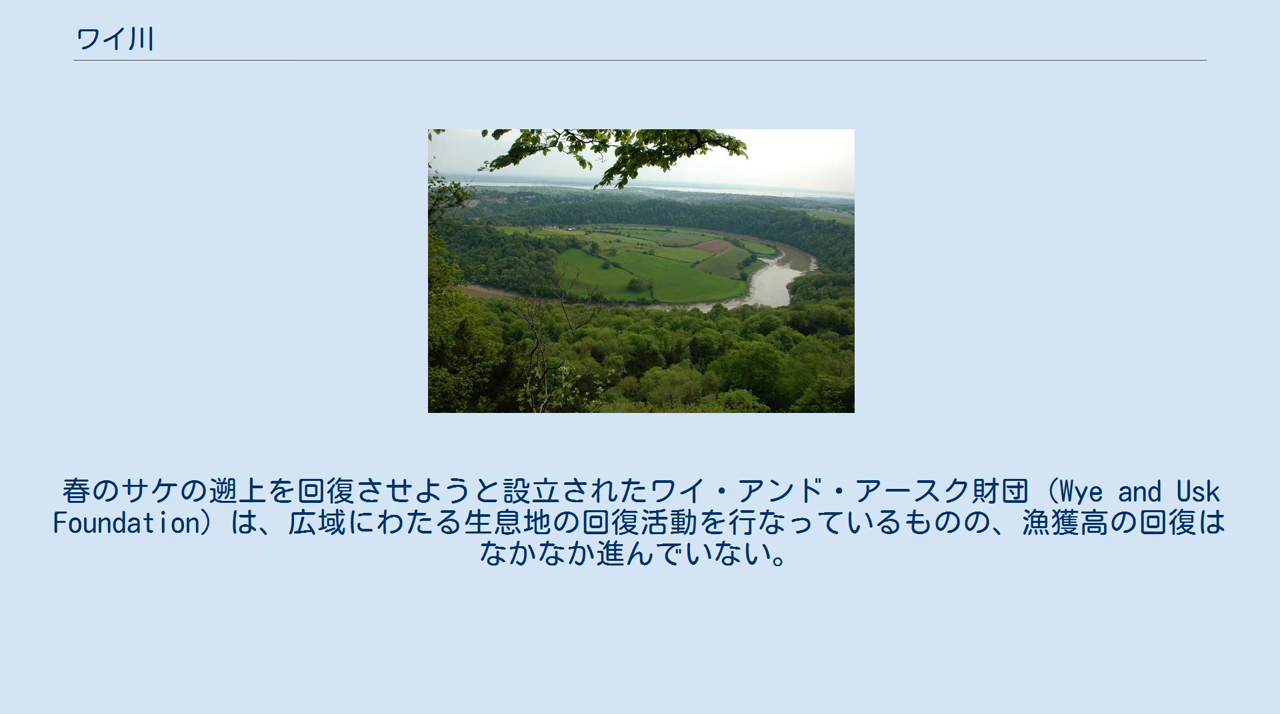 ワイ川
春のサケの遡上を回復させようと設立されたワイ・アンド・アースク財団（Wye and Usk
Foundation）は、広域にわたる生息地の回復活動を行なっているものの、漁獲高の回復は
なかなか進んでいない。